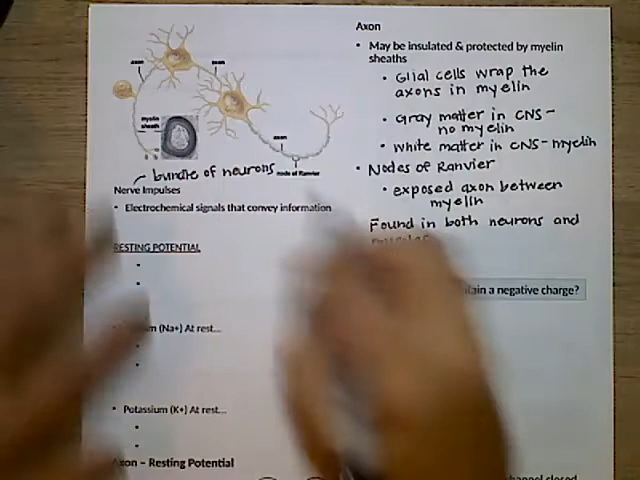 axon
axon
myelin
sheath
axon
node of Ranvier
bundle of neurons
Nerve Impulses
• Electrochemical signals that convey information
RESTING POTENTIAL
(Na+) At rest...
• Potassium (K+) At rest...
Axon – Resting Potential
Axon
• May be insulated & protected by myelin
sheaths
• Glial cells wrap the
axons in myelin
• Gray matter in CNS-
no myelin
• white matter in CNS-myelin
• Nodes of Ranvier
• exposed axon between
myelin
Found in both neurons and
a negative charge?
channel closed